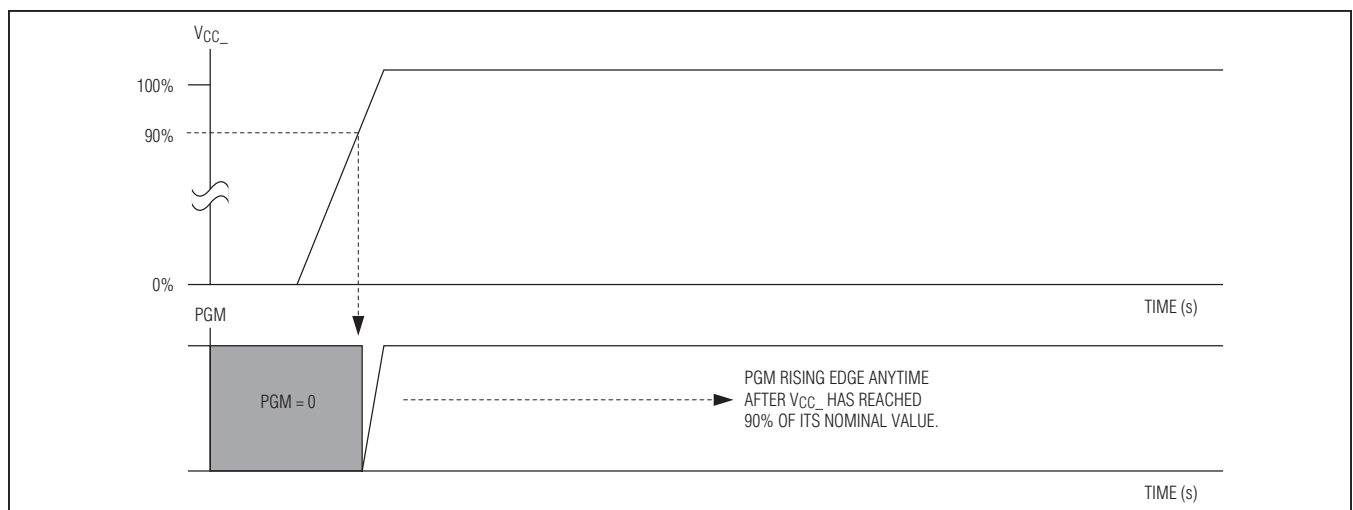 VCC_
100%
90%
0%
TIME (s)
PGM
PGM = 0
PGM RISING EDGE ANYTIME
AFTER VCC_ HAS REACHED
90% OF ITS NOMINAL VALUE.
TIME (s)